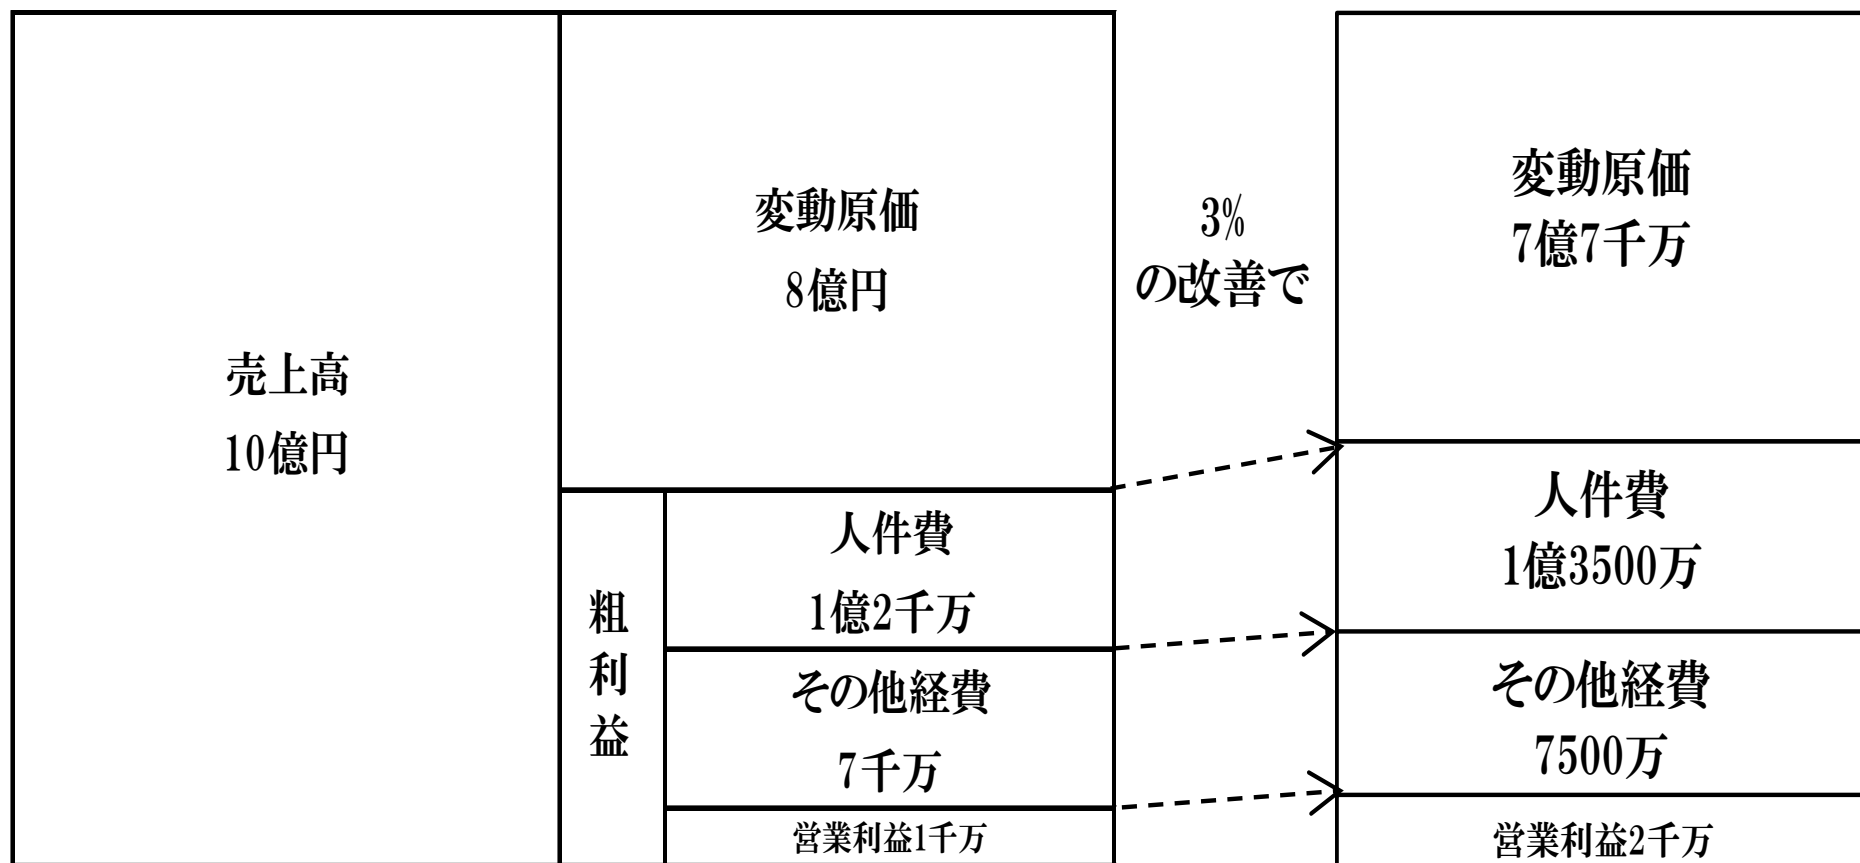 売上高
10億円
変動原価
8億円
粗利益
人件費
1億2千万
その他経費
7千万
営業利益1千万
3%
の改善で
変動原価
7億7千万
人件費
1億3500万
その他経費
7500万
営業利益2千万